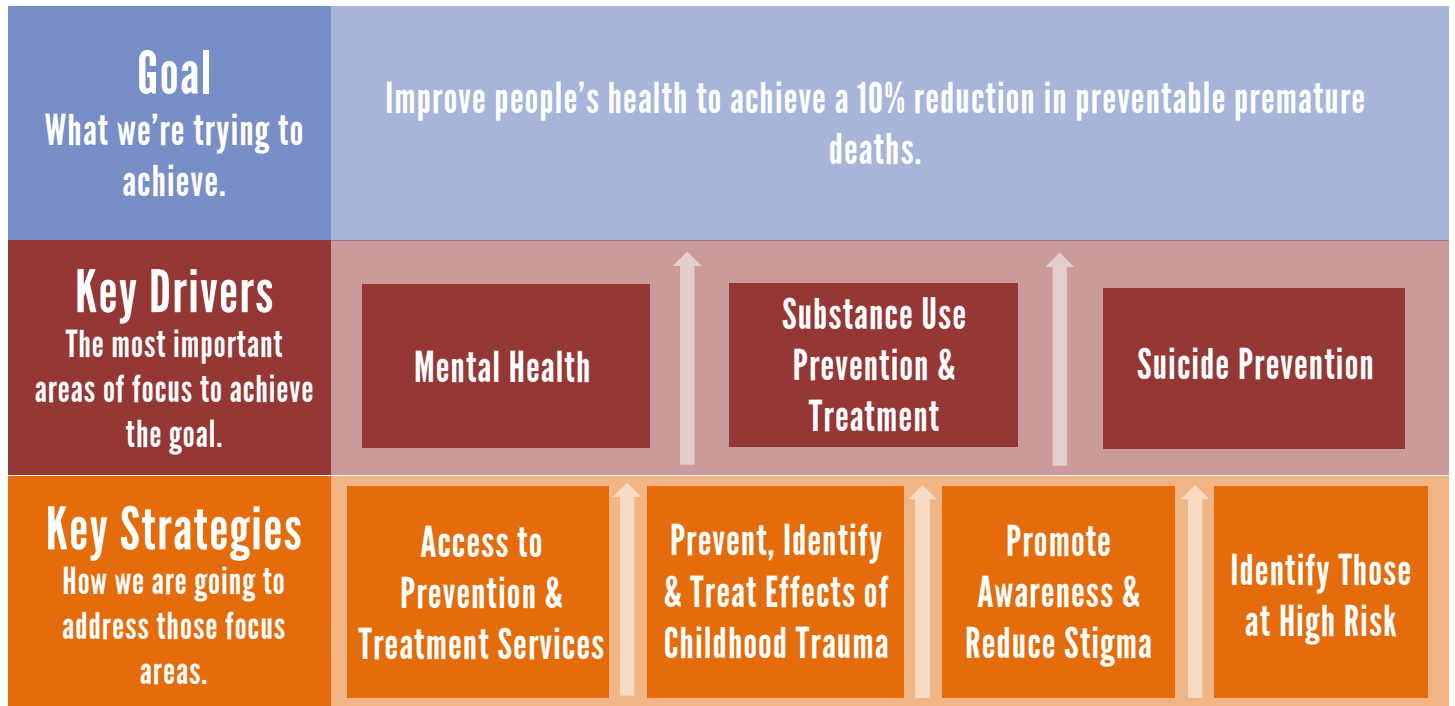 Goal
What we're trying to
achieve.
Improve people's health to achieve a 10% reduction in preventable premature
deaths.
Key Drivers
The most important
areas of focus to achieve
the goal.
Mental Health
Substance Use
Prevention &
Treatment
Suicide Prevention
Key Strategies
How we are going to
address those focus
areas.
Access to
Prevention &
Treatment Services
Prevent, Identify
& Treat Effects of
Childhood Trauma
Promote
Awareness &
Reduce Stigma
Identify Those
at High Risk